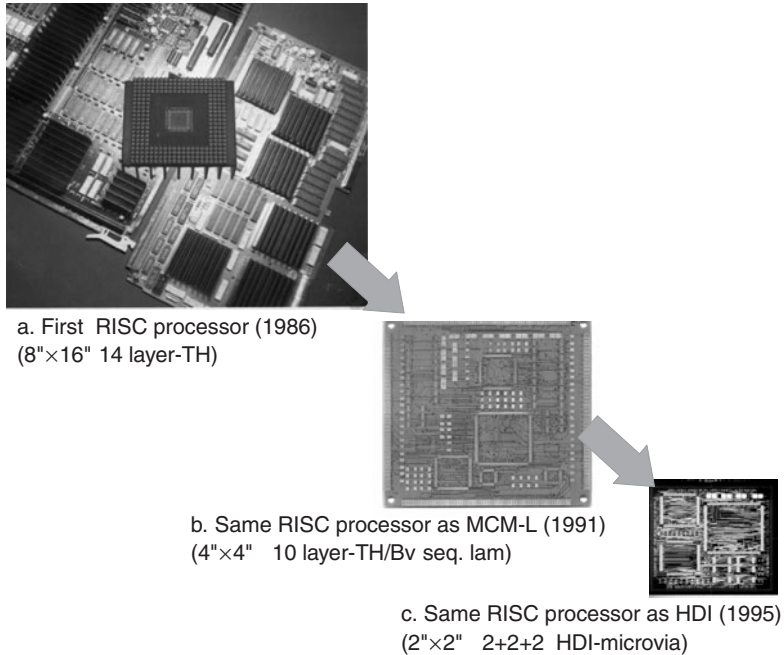 a. First RISC processor (1986)
(8"×16" 14 layer-TH)
b. Same RISC processor as MCM-L (1991)
(4"×4" 10 layer-TH/Bv seq. lam)
c. Same RISC processor as HDI (1995)
(2"×2" 2+2+2 HDI-microvia)